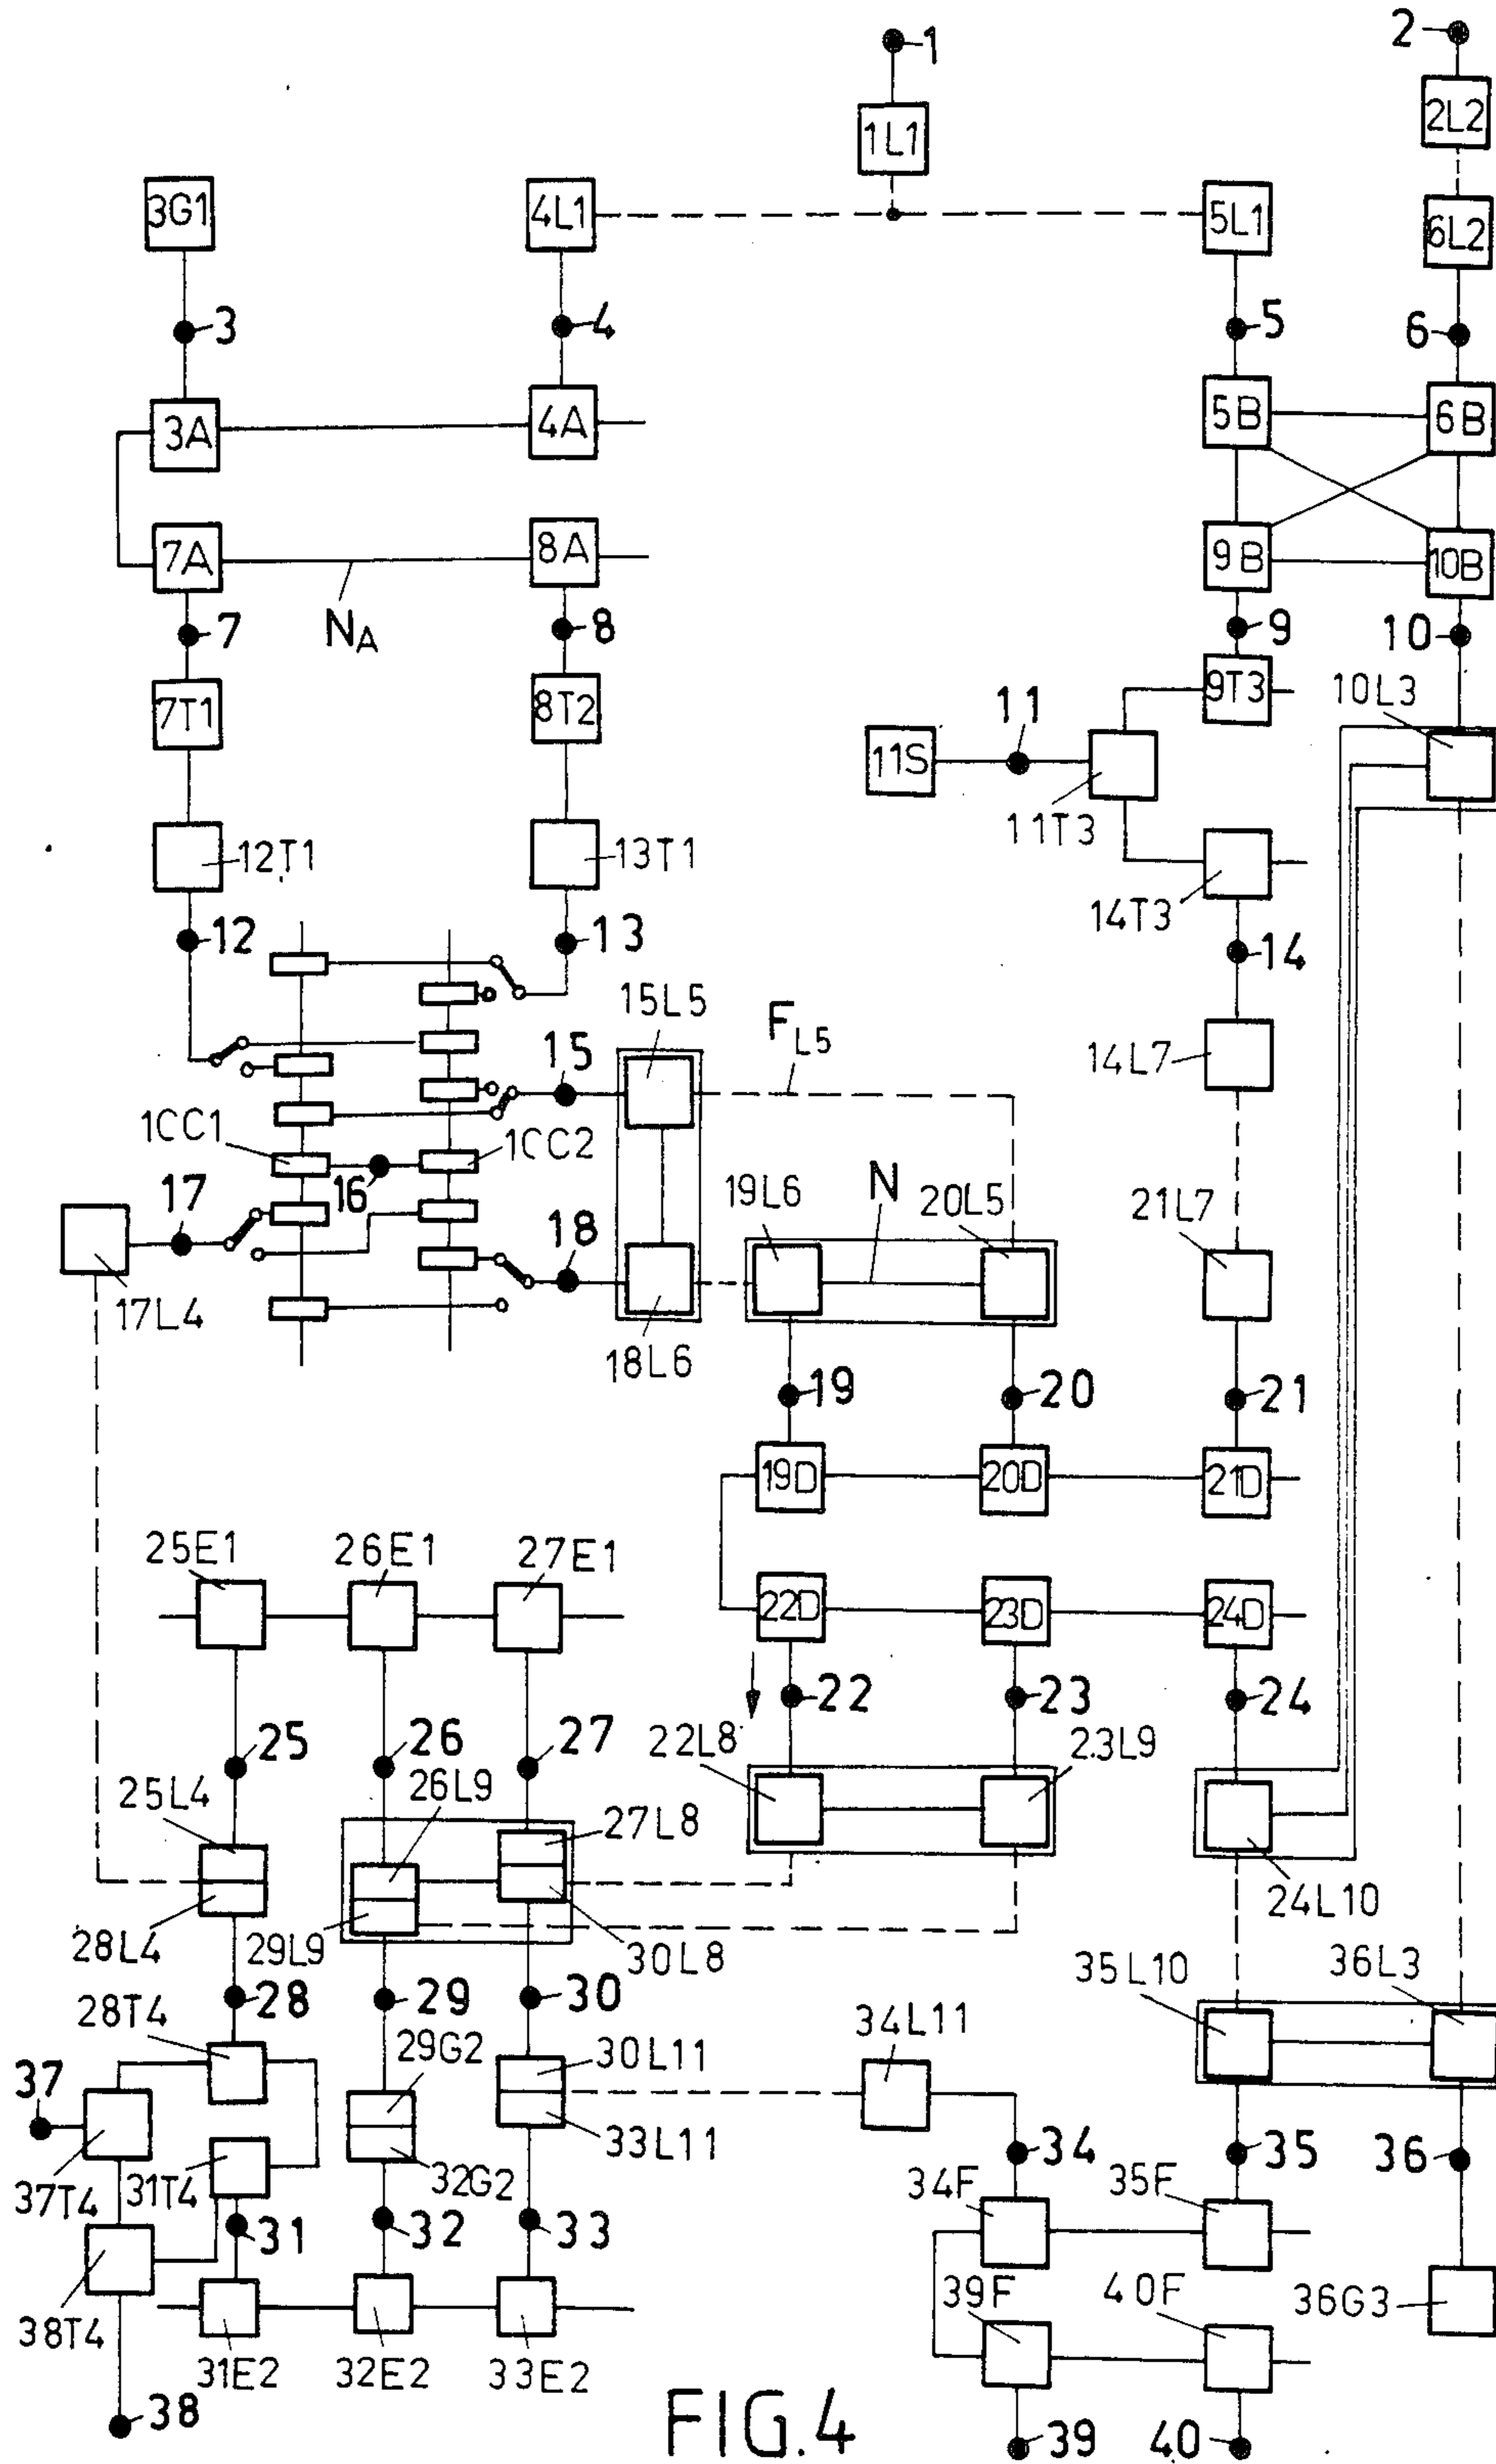 1
2
1L1
2L2
3G1
4L1
5L1
6L2
3
4
5
6
3A
4A
5B
6B
7A
8A
9B
10B
7
NA
8
9
10
7T1
8T2
9T3
10L3
11S
11
11T3
12T1
13T1
14T3
12
13
14
15L5
FL5
14L7
15
1CC1
1CC2
16
17
18
19L6
N
20L5
21L7
17L4
18L6
19
20
21
19D
20D
21D
25E1
26E1
27E1
22D
23D
24D
22
23
24
25
26
27
22L8
23L9
25L4
26L9
27L8
24L10
28L4
29L9
30L8
35L10
36L3
28
29
30
28T4
29G2
30L11
34L11
37
33L11
34
35
36
37T4
31T4
32G2
34F
35F
31
32
33
38T4
39F
40F
36G3
31E2
32E2
33E2
38
FIG.4
39
40